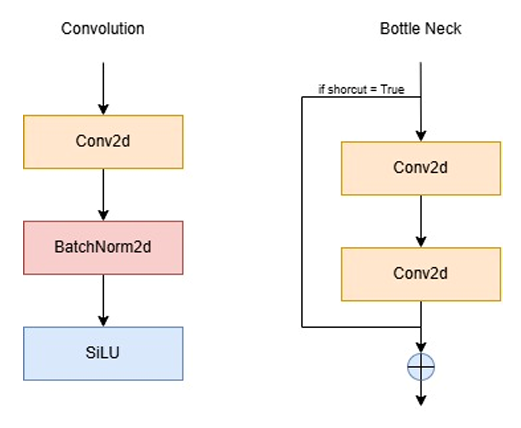 Convolution
Conv2d
BatchNorm2d
SiLU
Bottle Neck
if shorcut = True
Conv2d
Conv2d